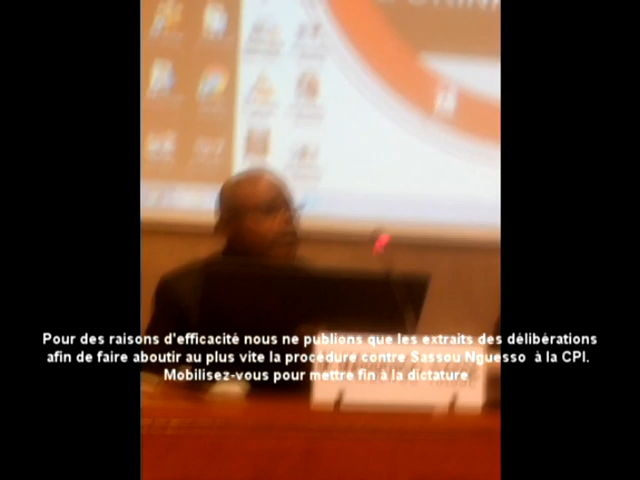 Pour des raisons d'efficacité nous ne publions que les extraits des délibérations
afin de faire aboutir au plus vite la procédure contre Sassou Nguesso à la CPI.
Mobilisez-vous pour mettre fin à la dictature